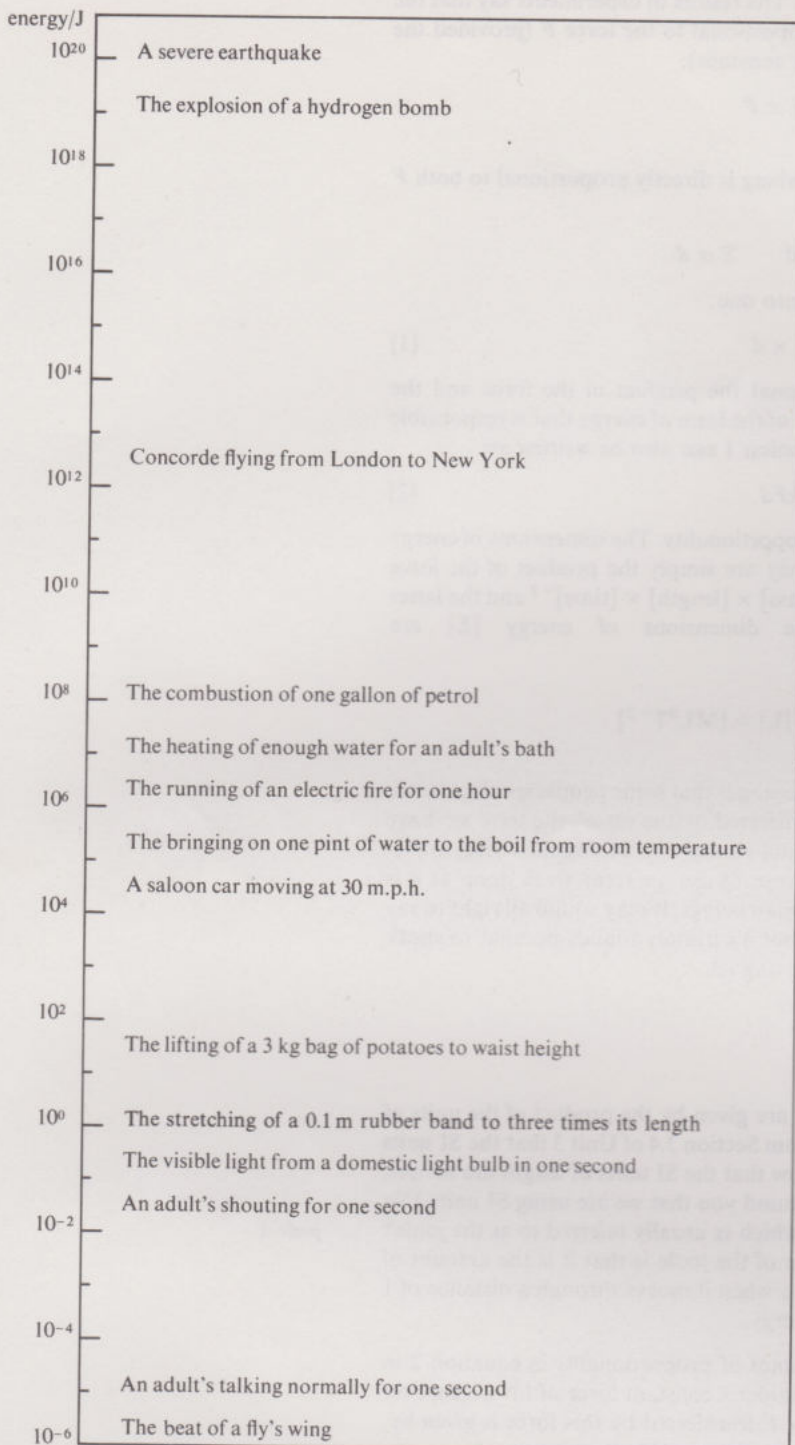 energy/J
10²⁰ A severe earthquake
The explosion of a hydrogen bomb
10¹⁸
10¹⁶
10¹⁴
Concorde flying from London to New York
10¹²
10¹⁰
10⁸ The combustion of one gallon of petrol
The heating of enough water for an adult's bath
The running of an electric fire for one hour
10⁶
The bringing on one pint of water to the boil from room temperature
A saloon car moving at 30 m.p.h.
10⁴
10²
The lifting of a 3 kg bag of potatoes to waist height
10⁰ The stretching of a 0.1 m rubber band to three times its length
The visible light from a domestic light bulb in one second
An adult's shouting for one second
10⁻²
10⁻⁴
An adult's talking normally for one second
10⁻⁶ The beat of a fly's wing